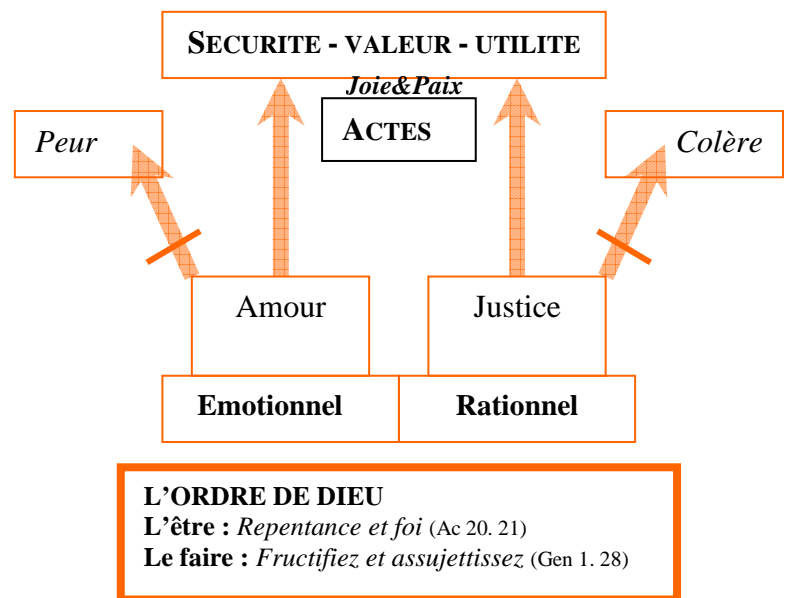 SECURITE - VALEUR - UTILITE
Joie&Paix
Peur
ACTES
Colère
Amour
Justice
Emotionnel
Rationnel
L'ORDRE DE DIEU
L'être : Repentance et foi (Ac 20. 21)
Le faire : Fructifiez et assujettissez (Gen 1. 28)